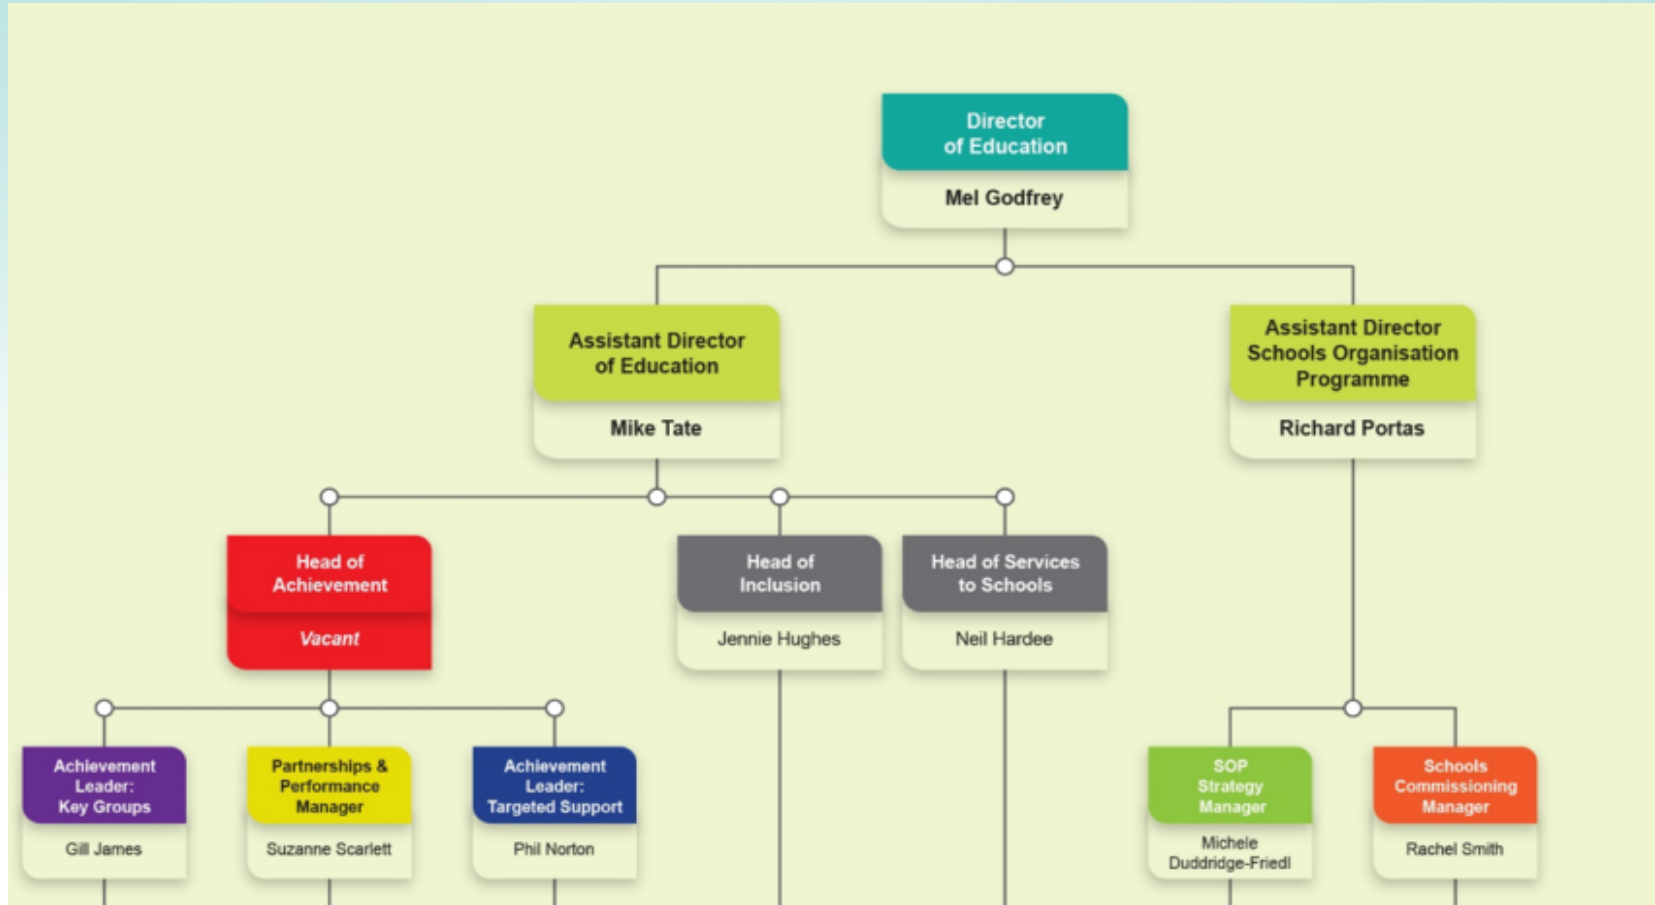 Director
of Education
Mel Godfrey
Assistant Director
of Education
Mike Tate
Assistant Director
Schools Organisation
Programme
Richard Portas
Head of
Achievement
Vacant
Head of
Inclusion
Jennie Hughes
Head of Services
to Schools
Neil Hardee
Achievement
Leader:
Key Groups
Gill James
Partnerships &
Performance
Manager
Suzanne Scarlett
Achievement
Leader:
Targeted Support
Phil Norton
SOP
Strategy
Manager
Michele
Duddridge-Friedl
Schools
Commissioning
Manager
Rachel Smith